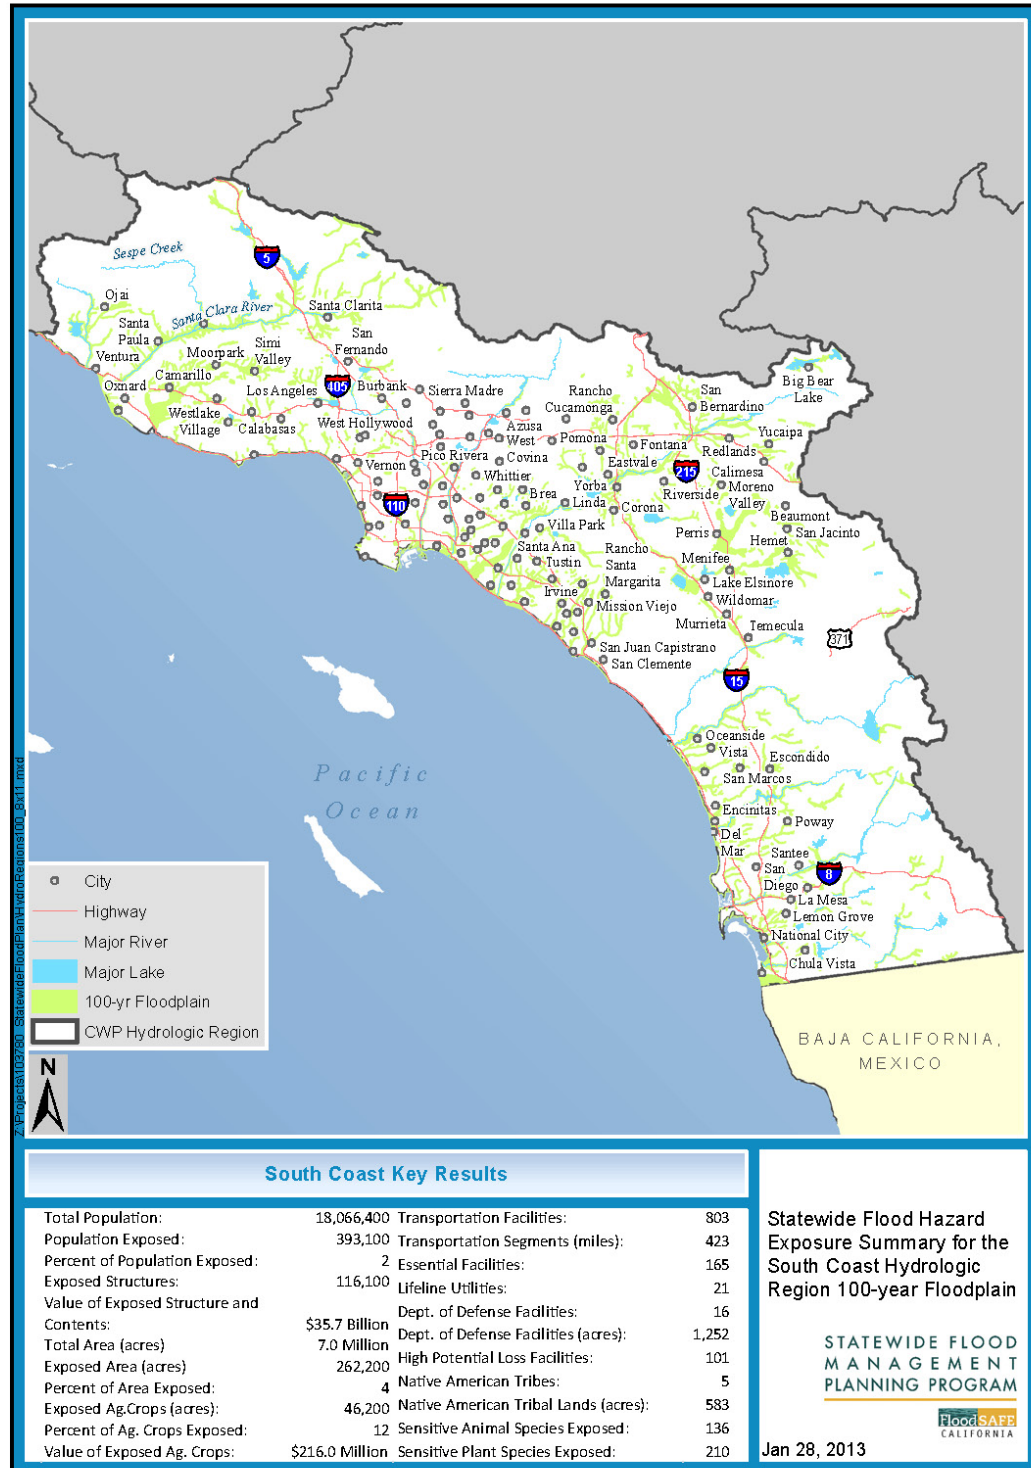 Sespe Creek
5
Ojai
Santa Clara River
Santa Clarita
Santa
Paula
San
Fernando
Ventura
Moorpark
Simi
Valley
Big Bear
Lake
Oxnard
Camarillo
Los Angeles
405
Burbank
Sierra Madre
Rancho
Cucamonga
San
Bernardino
Westlake
Village
Calabasas
West Hollywood
Azusa
West
Covina
Pomona
Fontana
Yucaipa
Redlands
Vernon
Pico Rivera
Eastvale
215
Calimesa
Whittier
Yorba
Linda
Riverside
Moreno
Valley
110
Brea
Corona
Beaumont
Villa Park
Perris
San Jacinto
Hemet
Santa Ana
Rancho
Santa
Margarita
Menifee
Tustin
Lake Elsinore
Irvine
Mission Viejo
Wildomar
Murrieta
Temecula
371
San Juan Capistrano
San Clemente
15
Oceanside
Vista
Escondido
San Marcos
Pacific
Ocean
Encinitas
Poway
Del
Mar
Santee
San
Diego
8
La Mesa
Lemon Grove
National City
Chula Vista
BAJA CALIFORNIA,
MEXICO
City
Highway
Major River
Major Lake
100-yr Floodplain
CWP Hydrologic Region
N
Z:\Projects\103780_StatewideFloodPlan\HydroRegions100_8x11.mxd
South Coast Key Results
Total Population: 18,066,400
Population Exposed: 393,100
Percent of Population Exposed: 2
Exposed Structures: 116,100
Value of Exposed Structure and
Contents: $35.7 Billion
Total Area (acres) 7.0 Million
Exposed Area (acres) 262,200
Percent of Area Exposed: 4
Exposed Ag.Crops (acres): 46,200
Percent of Ag. Crops Exposed: 12
Value of Exposed Ag. Crops: $216.0 Million
Transportation Facilities: 803
Transportation Segments (miles): 423
Essential Facilities: 165
Lifeline Utilities: 21
Dept. of Defense Facilities: 16
Dept. of Defense Facilities (acres): 1,252
High Potential Loss Facilities: 101
Native American Tribes: 5
Native American Tribal Lands (acres): 583
Sensitive Animal Species Exposed: 136
Sensitive Plant Species Exposed: 210
Statewide Flood Hazard
Exposure Summary for the
South Coast Hydrologic
Region 100-year Floodplain
STATEWIDE FLOOD
MANAGEMENT
PLANNING PROGRAM
FloodSAFE
CALIFORNIA
Jan 28, 2013